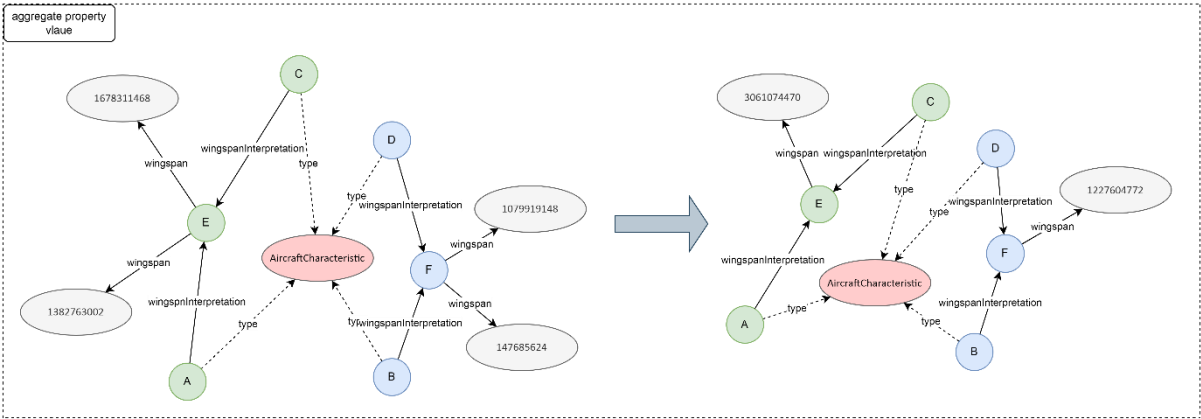 aggregate property
vlaue
C
1678311468
D
wingspanInterpretation
type
wingspan
type
wingspanInterpretation
1079919148
E
wingspan
AircraftCharacteristic
F
wingspan
wingspnInterpretation
wingspan
1382763002
type
wingspanInterpretation
147685624
A
B
3061074470
C
D
wingspan
wingspanInterpretation
type
1227604772
E
type
wingspanInterpretation
wingspan
F
wingspanInterpretation
AircraftCharacteristic
type
wingspanInterpretation
A
type
B